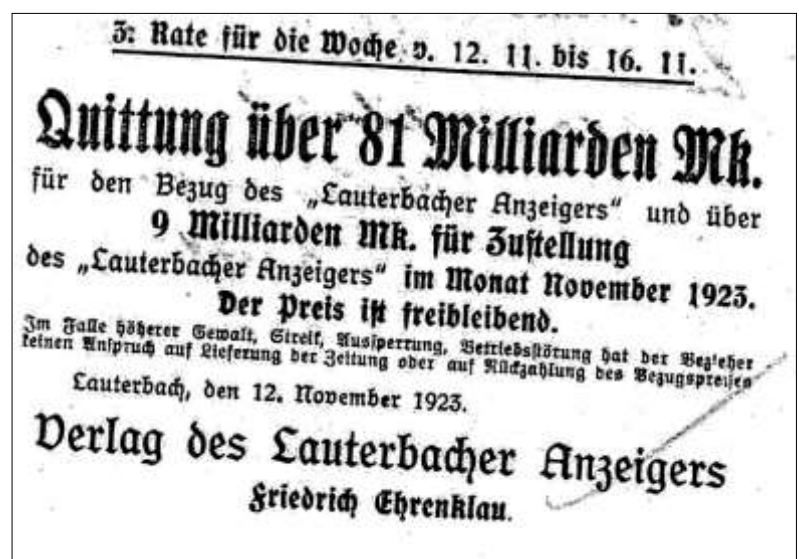 3: Rate für die Woche v. 12. 11. bis 16. 11.
Quittung über 81 Milliarden Mk.
für den Bezug des „Lauterbacher Anzeigers“ und über
9 Milliarden Mk. für Zustellung
des „Lauterbacher Anzeigers“ im Monat November 1923.
Der Preis ist freibleibend.
Im Falle höherer Gewalt, Streik, Aussperrung, Betriebsstörung hat der Bezieher
keinen Anspruch auf Lieferung der Zeitung oder auf Rückzahlung des Bezugspreises
Lauterbach, den 12. November 1923.
Verlag des Lauterbacher Anzeigers
Friedrich Ehrenklau.